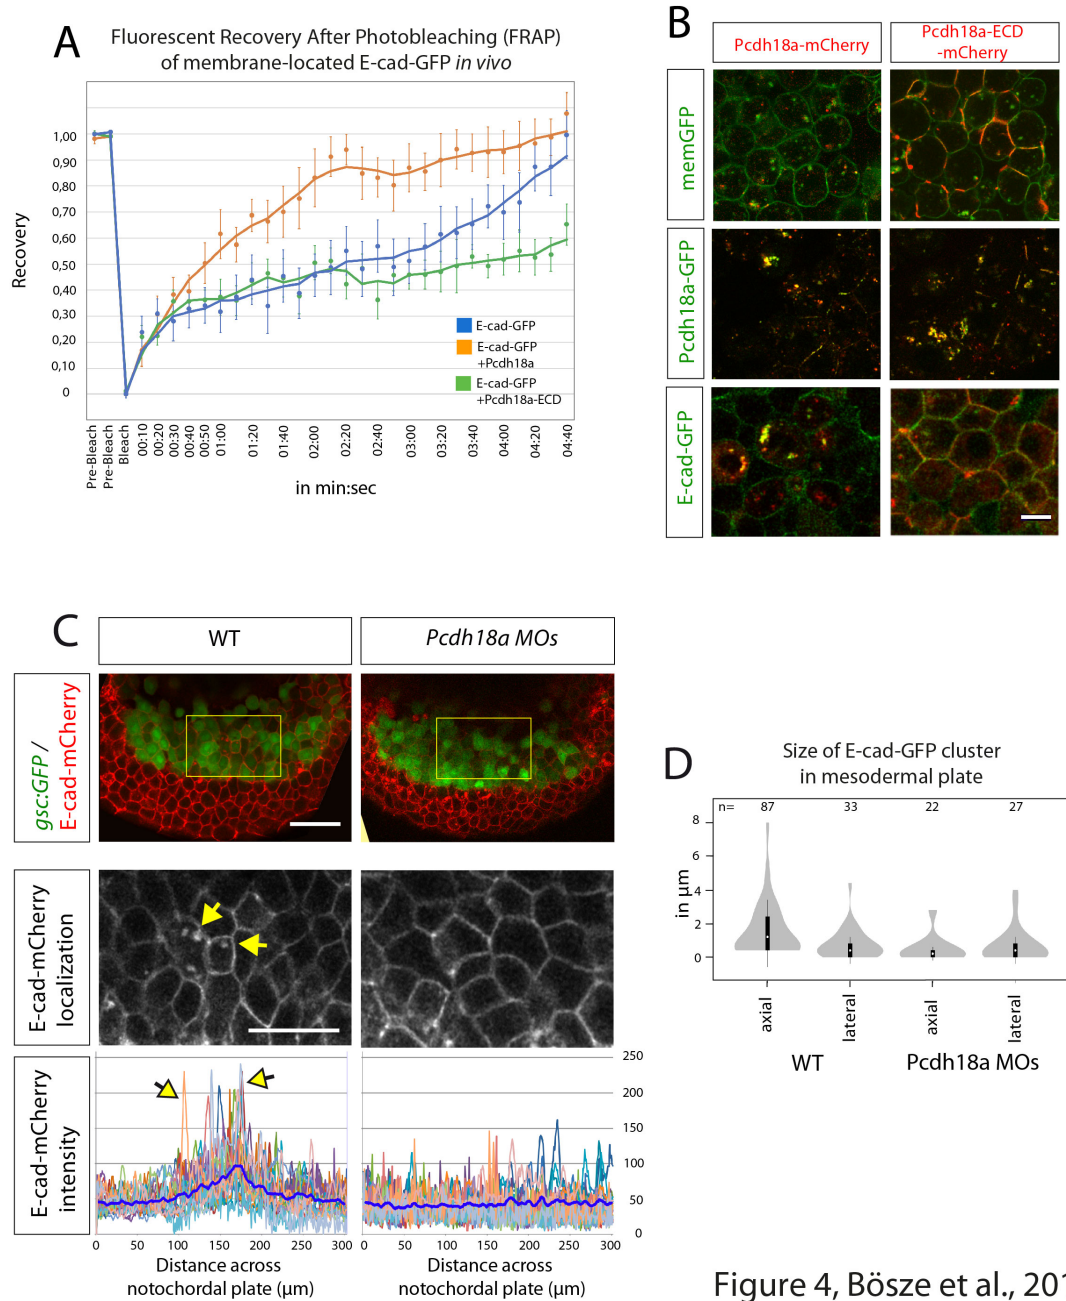 A
Fluorescent Recovery After Photobleaching (FRAP)
of membrane-located E-cad-GFP in vivo
Recovery
1,00
0,90
0,80
0,70
0,60
0,50
0,40
0,30
0,20
0,10
0
E-cad-GFP
E-cad-GFP
+Pcdh18a
E-cad-GFP
+Pcdh18a-ECD
Pre-Bleach
Pre-Bleach
Bleach
00:10
00:20
00:30
00:40
00:50
01:00
01:20
01:40
02:00
02:20
02:40
03:00
03:20
03:40
04:00
04:20
04:40
in min:sec
B
Pcdh18a-mCherry
Pcdh18a-ECD
-mCherry
memGFP
Pcdh18a-GFP
E-cad-GFP
C
WT
Pcdh18a MOs
gsc:GFP /
E-cad-mCherry
E-cad-mCherry
localization
E-cad-mCherry
intensity
250
200
150
100
50
0
0 50 100 150 200 250 300
0 50 100 150 200 250 300
Distance across
notochordal plate (µm)
Distance across
notochordal plate (µm)
D
Size of E-cad-GFP cluster
in mesodermal plate
n= 87 33 22 27
in µm
8
6
4
2
0
axial
lateral
axial
lateral
WT
Pcdh18a MOs
Figure 4, Bösze et al., 201